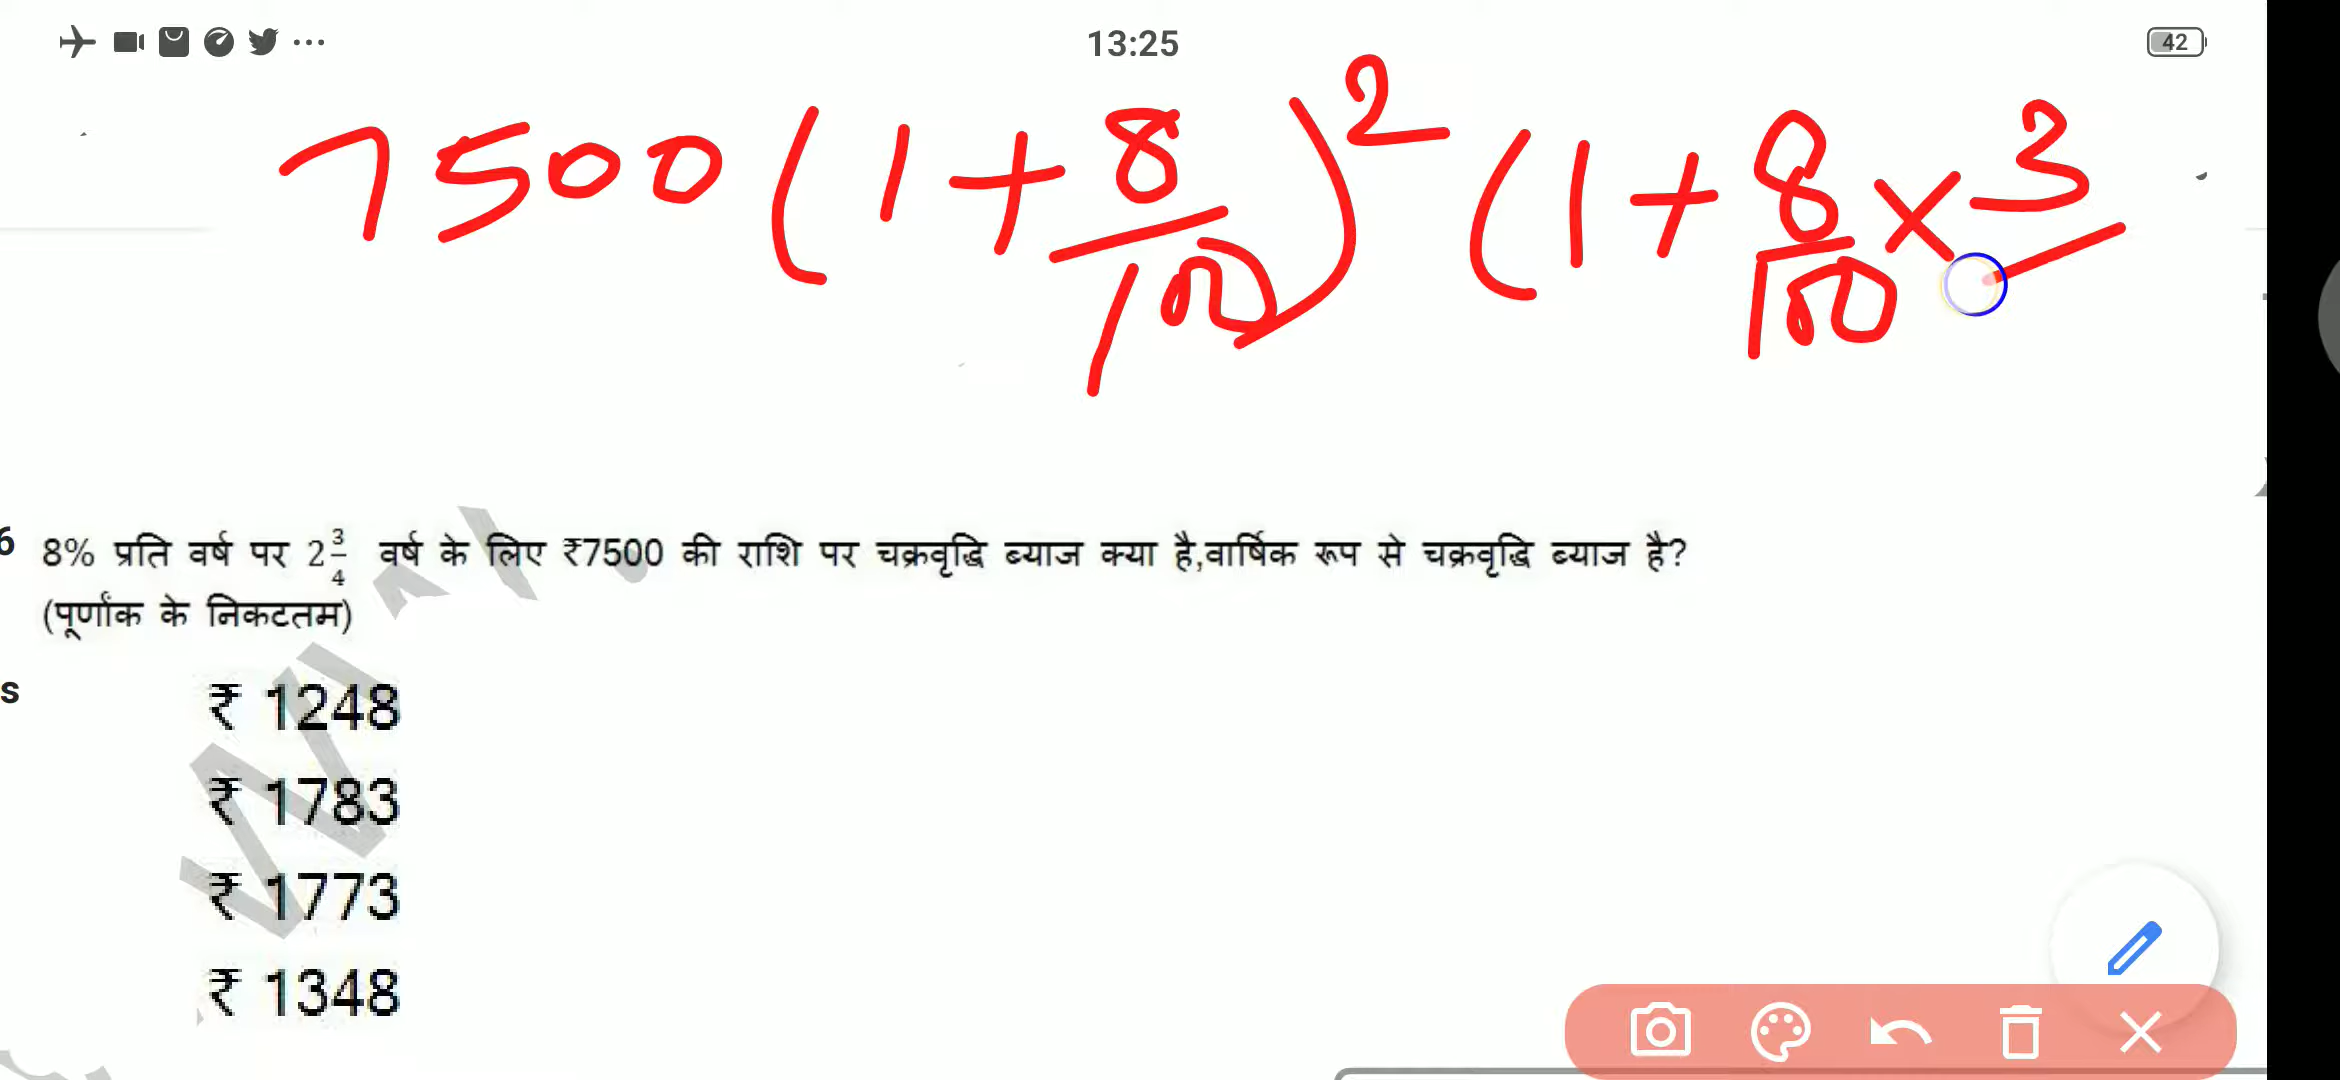 13:25
42
7500(1+8/100)²(1+8/100×3/
6 8% प्रति वर्ष पर 2 3/4 वर्ष के लिए ₹7500 की राशि पर चक्रवृद्धि ब्याज क्या है,वार्षिक रूप से चक्रवृद्धि ब्याज है?
(पूर्णांक के निकटतम)
s
₹ 1248
₹ 1783
₹ 1773
₹ 1348